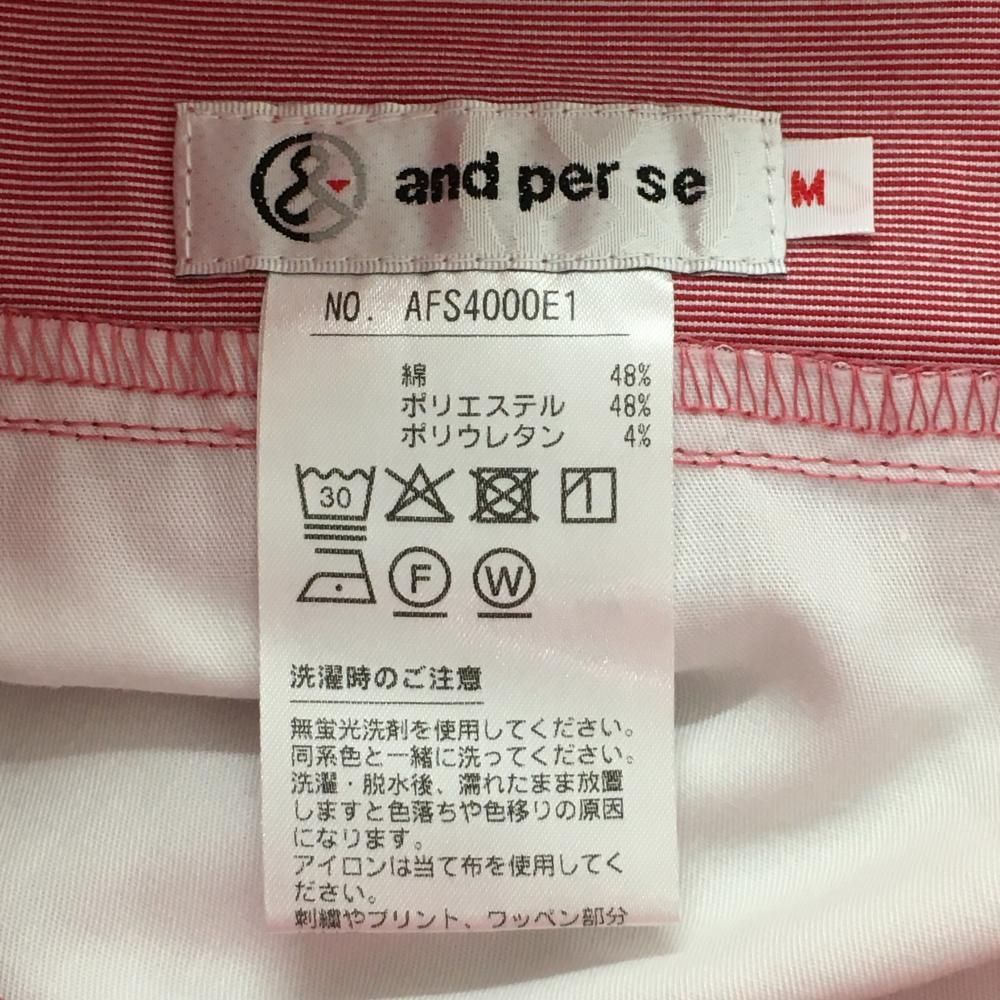 and per se
M
NO. AFS4000E1
綿 48%
ポリエステル 48%
ポリウレタン 4%
30
F W
洗濯時のご注意
無蛍光洗剤を使用してください。
同系色と一緒に洗ってください。
洗濯・脱水後、濡れたまま放置
しますと色落ちや色移りの原因
になります。
アイロンは当て布を使用してく
ださい。
刺繍やプリント、ワッペン部分